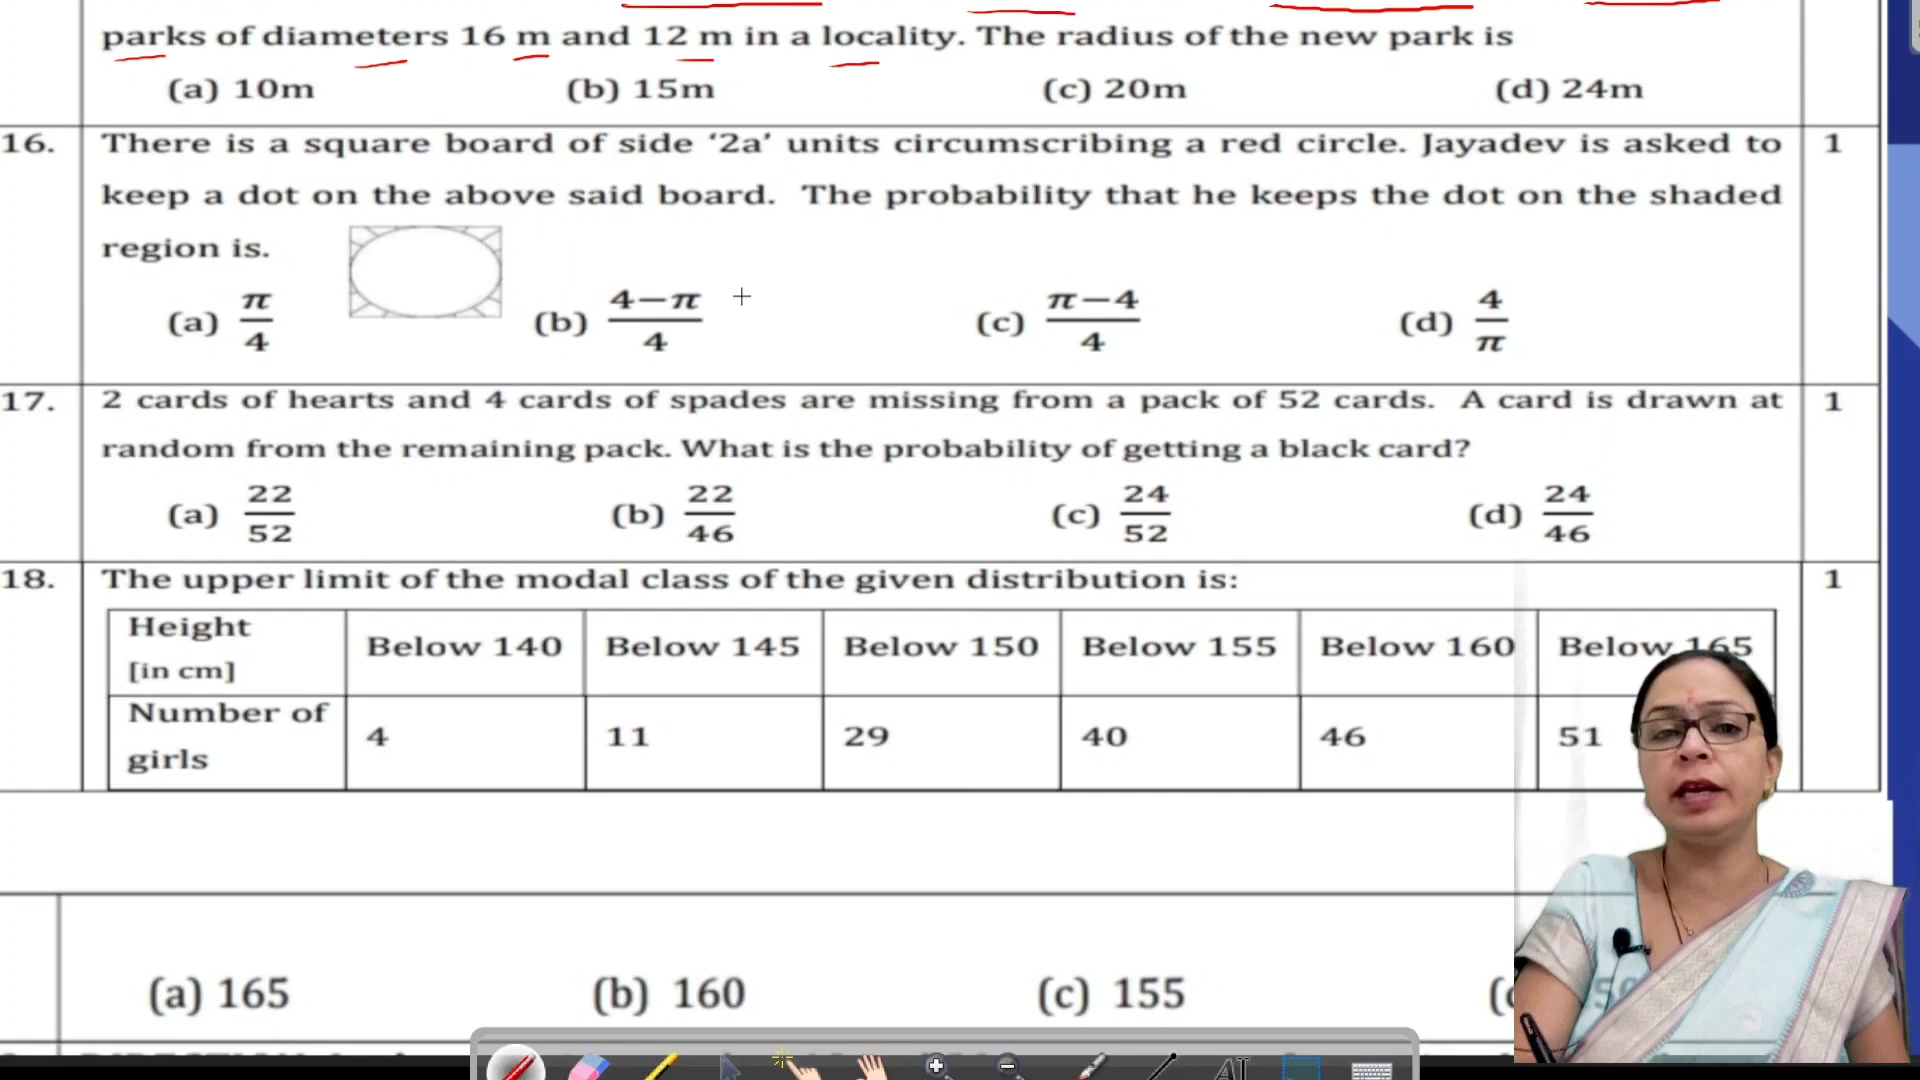 parks of diameters 16 m and 12 m in a locality. The radius of the new park is
(a) 10m (b) 15m (c) 20m (d) 24m
16. There is a square board of side ‘2a’ units circumscribing a red circle. Jayadev is asked to 1
keep a dot on the above said board. The probability that he keeps the dot on the shaded
region is.
(a) π/4 (b) 4−π/4 (c) π−4/4 (d) 4/π
17. 2 cards of hearts and 4 cards of spades are missing from a pack of 52 cards. A card is drawn at 1
random from the remaining pack. What is the probability of getting a black card?
(a) 22/52 (b) 22/46 (c) 24/52 (d) 24/46
18. The upper limit of the modal class of the given distribution is: 1
Height
[in cm] Below 140 Below 145 Below 150 Below 155 Below 160 Below 165
Number of
girls 4 11 29 40 46 51
(a) 165 (b) 160 (c) 155